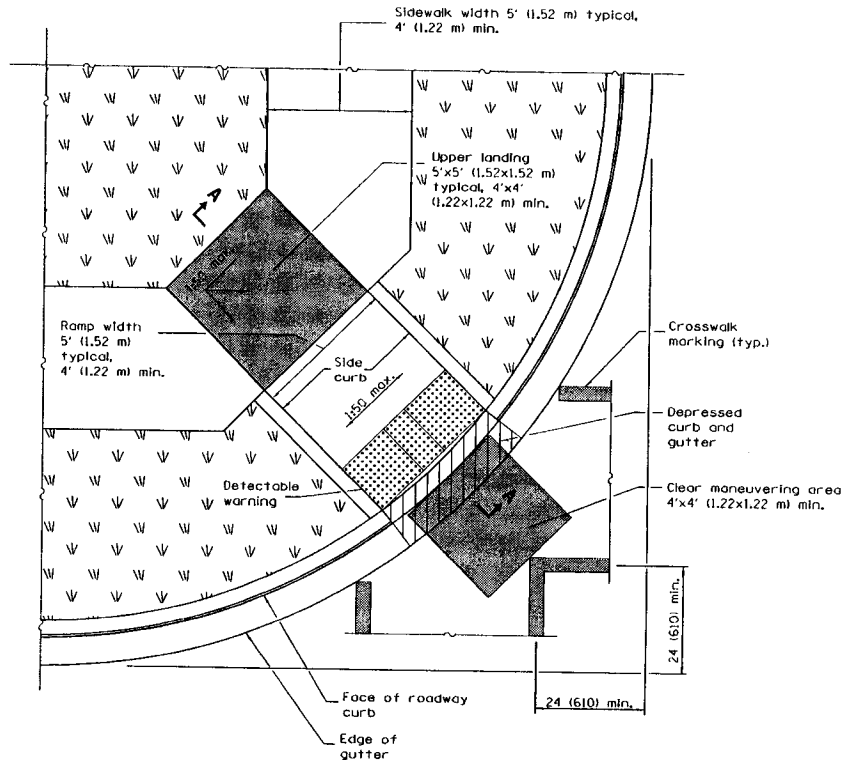 Sidewalk width 5' (1.52 m) typical,
4' (1.22 m) min.
Upper landing
5'x5' (1.52x1.52 m)
typical, 4'x4'
(1.22x1.22 m) min.
A
1:50 max.
Ramp width
5' (1.52 m)
typical,
4' (1.22 m) min.
Side
curb
1:50 max.
Crosswalk
marking (typ.)
Depressed
curb and
gutter
Detectable
warning
A
Clear maneuvering area
4'x4' (1.22x1.22 m) min.
24 (610) min.
24 (610) min.
Face of roadway
curb
Edge of
gutter